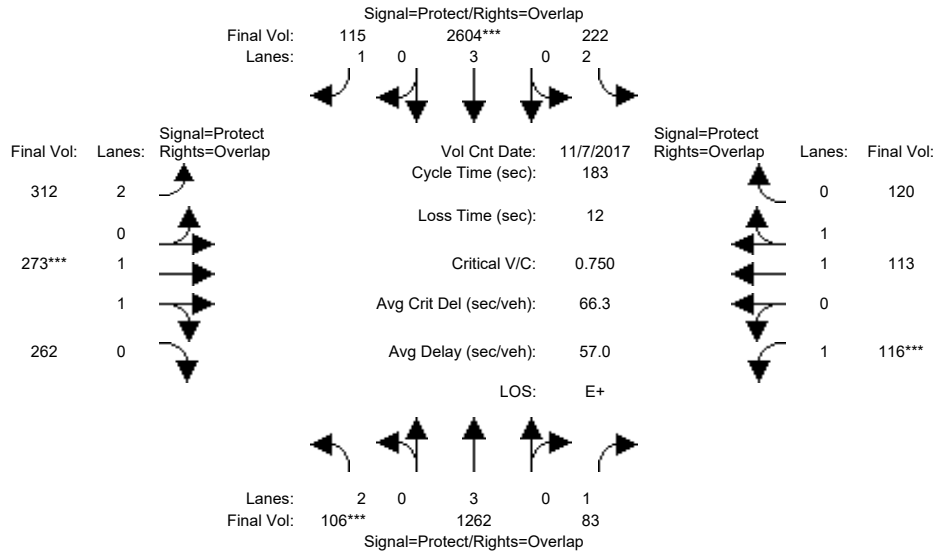 Signal=Protect/Rights=Overlap
Final Vol: 115 2604*** 222
Lanes: 1 0 3 0 2
Signal=Protect
Final Vol: Lanes: Rights=Overlap
Vol Cnt Date: 11/7/2017
Signal=Protect
Rights=Overlap Lanes: Final Vol:
Cycle Time (sec): 183
312 2
0 120
Loss Time (sec): 12
0
1
273*** 1
Critical V/C: 0.750
1 113
1
Avg Crit Del (sec/veh): 66.3
0
262 0
Avg Delay (sec/veh): 57.0
1 116***
LOS: E+
Lanes: 2 0 3 0 1
Final Vol: 106*** 1262 83
Signal=Protect/Rights=Overlap